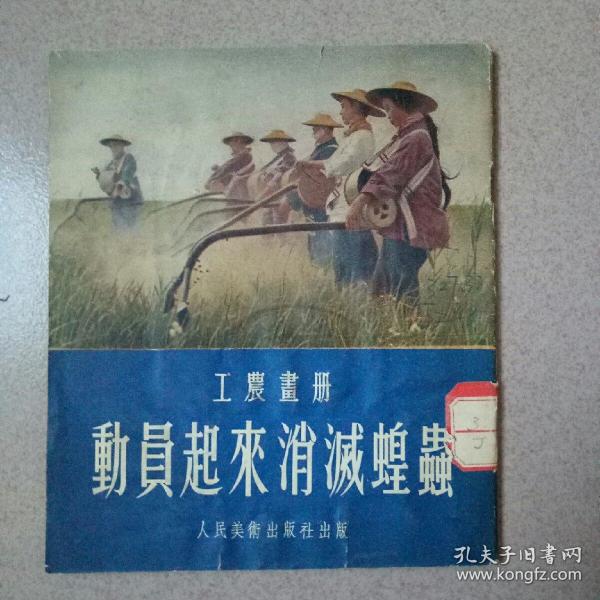 工農畫册
動員起來消滅蝗蟲
人民美術出版社出版
3
J
孔夫子旧书网
www.kongfz.com